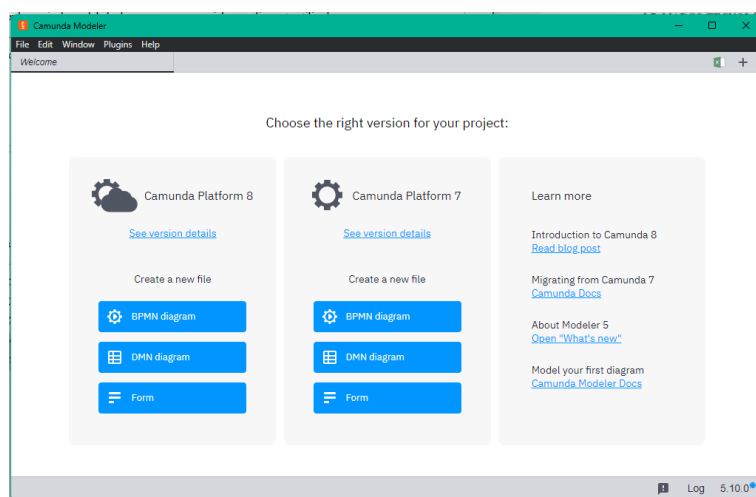 Camunda Modeler
File Edit Window Plugins Help
Welcome
Choose the right version for your project:
Camunda Platform 8
See version details
Create a new file
BPMN diagram
DMN diagram
Form
Camunda Platform 7
See version details
Create a new file
BPMN diagram
DMN diagram
Form
Learn more
Introduction to Camunda 8
Read blog post
Migrating from Camunda 7
Camunda Docs
About Modeler 5
Open "What's new"
Model your first diagram
Camunda Modeler Docs
Log 5.10.0